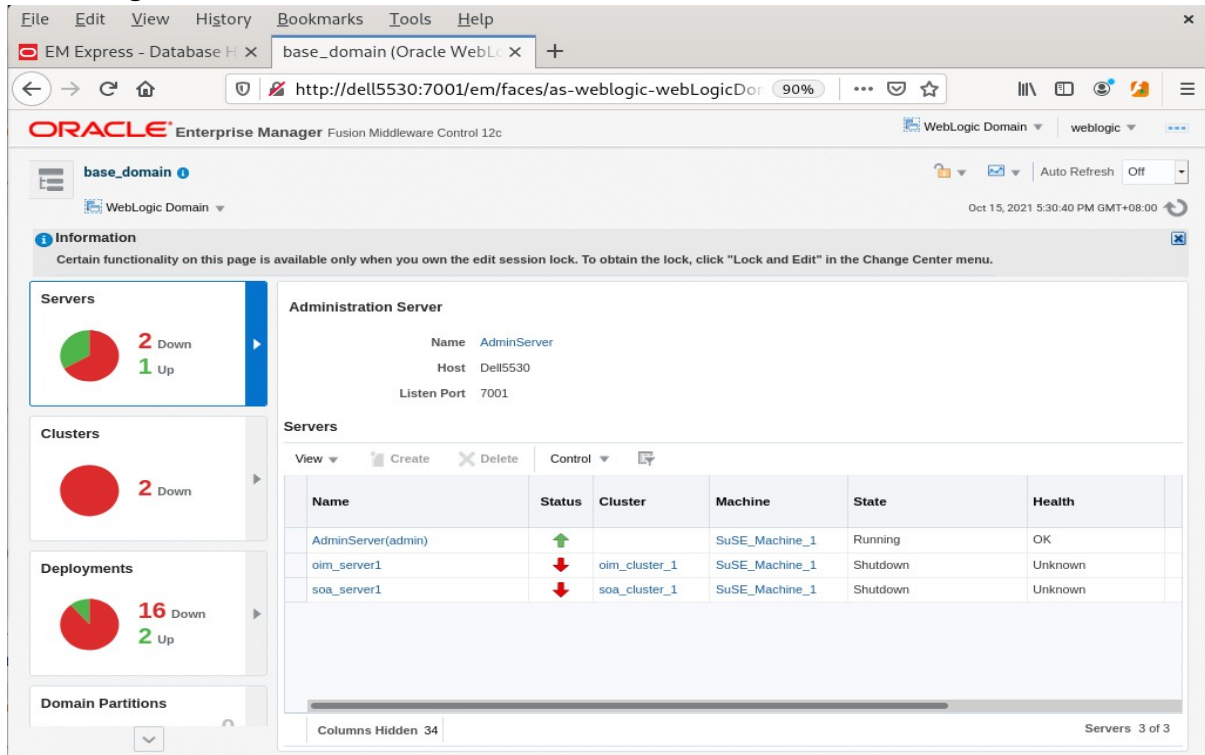 File Edit View History Bookmarks Tools Help
EM Express - Database H
base_domain (Oracle WebLo
http://dell5530:7001/em/faces/as-weblogic-webLogicDor 90%
ORACLE Enterprise Manager Fusion Middleware Control 12c
WebLogic Domain weblogic
base_domain
Auto Refresh Off
WebLogic Domain
Oct 15, 2021 5:30:40 PM GMT+08:00
Information
Certain functionality on this page is available only when you own the edit session lock. To obtain the lock, click "Lock and Edit" in the Change Center menu.
Servers
2 Down
1 Up
Clusters
2 Down
Deployments
16 Down
2 Up
Domain Partitions
Administration Server
Name AdminServer
Host Dell5530
Listen Port 7001
Servers
View Create Delete Control
Name Status Cluster Machine State Health
AdminServer(admin) SuSE_Machine_1 Running OK
oim_server1 oim_cluster_1 SuSE_Machine_1 Shutdown Unknown
soa_server1 soa_cluster_1 SuSE_Machine_1 Shutdown Unknown
Columns Hidden 34
Servers 3 of 3